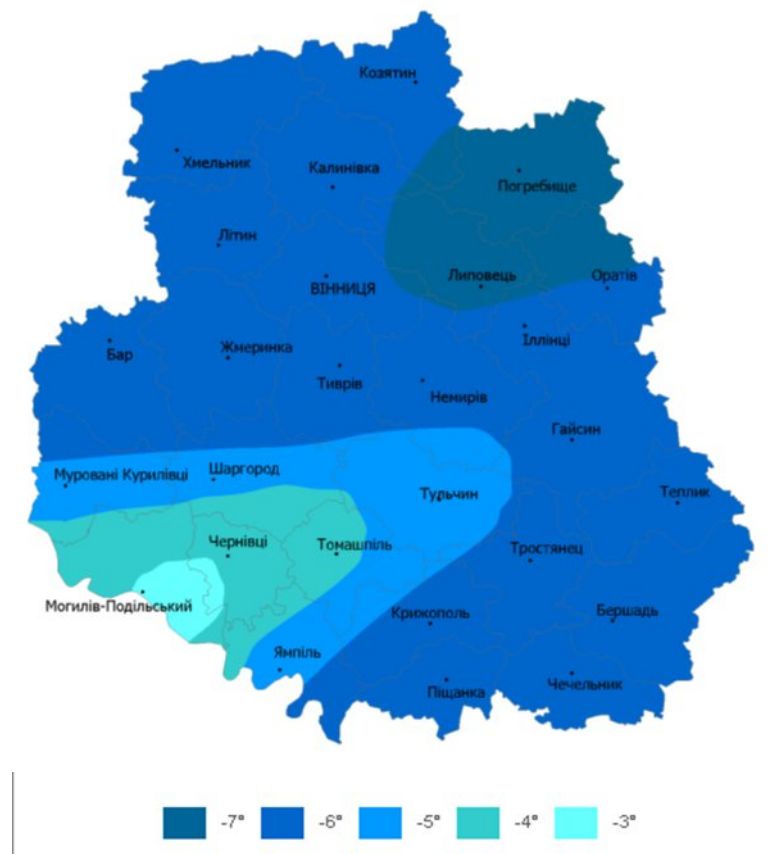 Козятин
Хмельник
Калинівка
Погребище
Літин
ВІННИЦЯ
Липовець
Оратів
Іллінці
Бар
Жмеринка
Тиврів
Немирів
Гайсин
Муровані Курилівці
Шаргород
Тульчин
Теплик
Чернівці
Томашпіль
Тростянец
Могилів-Подільський
Крижополь
Бершадь
Ямпіль
Піщанка
Чечельник
-7° -6° -5° -4° -3°